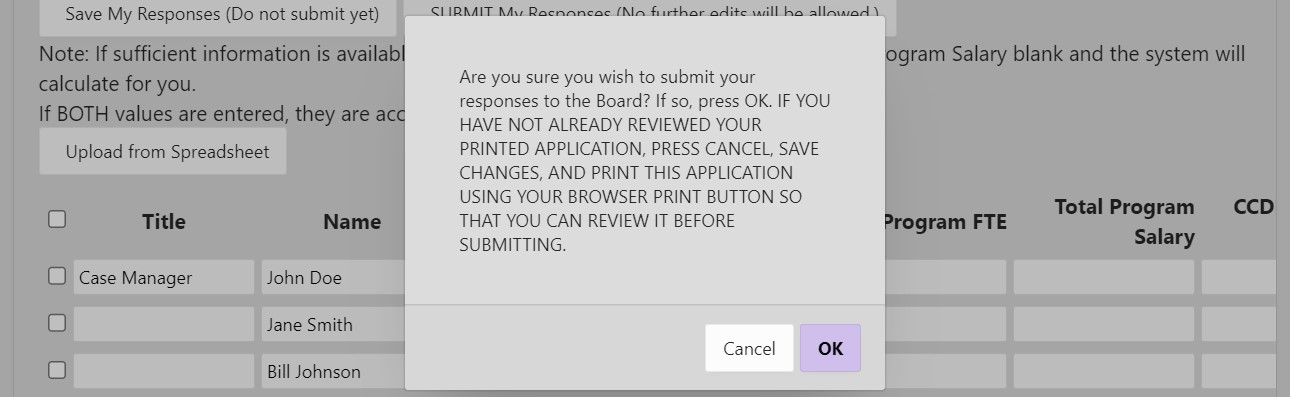 Save My Responses (Do not submit yet)
SUBMIT My Responses (No further edits will be allowed.)
Note: If sufficient information is availabl
ogram Salary blank and the system will
calculate for you.
If BOTH values are entered, they are acc
Upload from Spreadsheet
Are you sure you wish to submit your
responses to the Board? If so, press OK. IF YOU
HAVE NOT ALREADY REVIEWED YOUR
PRINTED APPLICATION, PRESS CANCEL, SAVE
CHANGES, AND PRINT THIS APPLICATION
USING YOUR BROWSER PRINT BUTTON SO
THAT YOU CAN REVIEW IT BEFORE
SUBMITTING.
Cancel
OK
Title
Name
Program FTE
Total Program
Salary
CCD
Case Manager
John Doe
Jane Smith
Bill Johnson